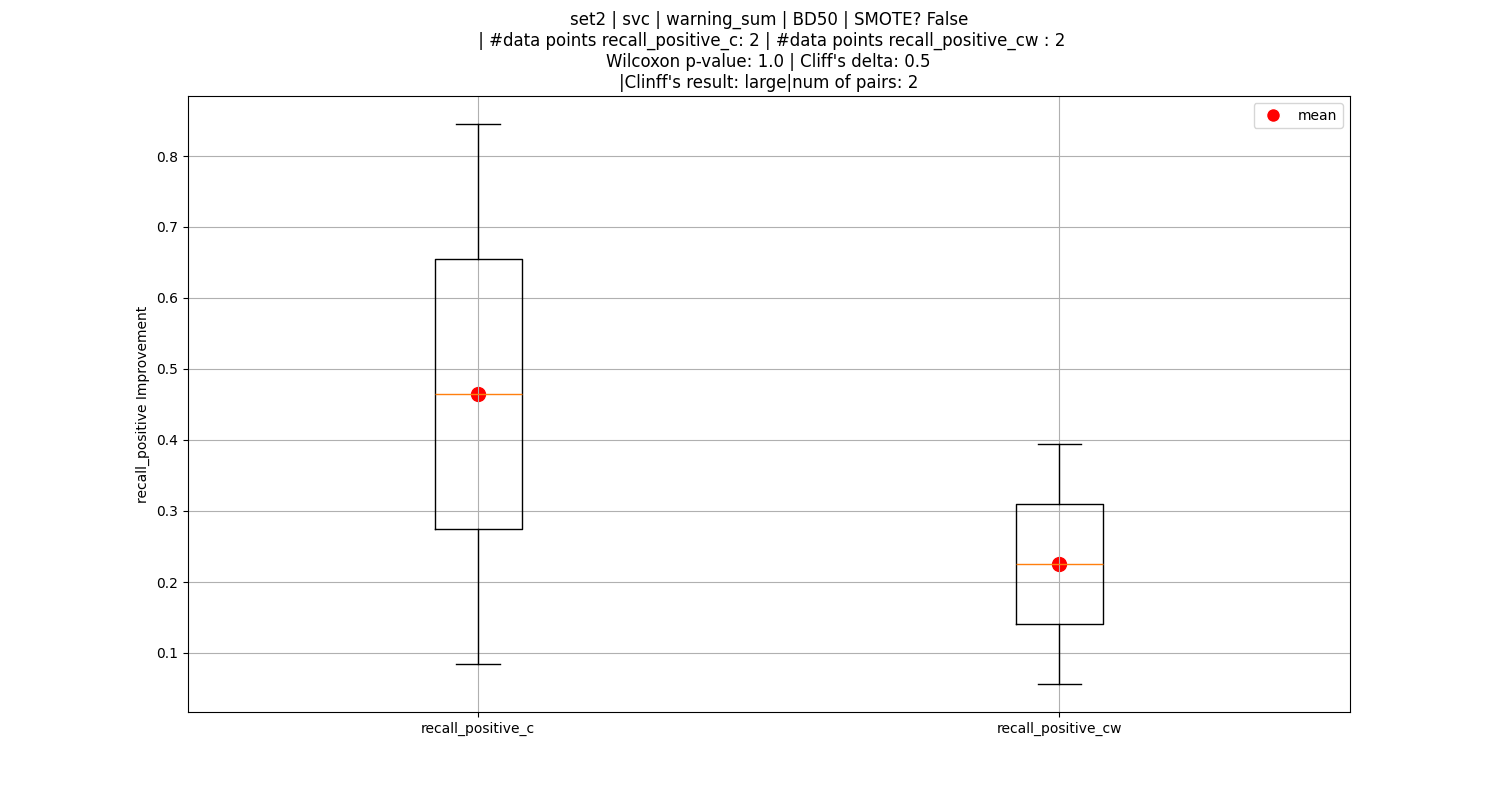 set2 | svc | warning_sum | BD50 | SMOTE? False
| #data points recall_positive_c: 2 | #data points recall_positive_cw : 2
Wilcoxon p-value: 1.0 | Cliff's delta: 0.5
|Clinff's result: large|num of pairs: 2
mean
0.8
0.7
0.6
0.5
0.4
0.3
0.2
0.1
recall_positive Improvement
recall_positive_c
recall_positive_cw